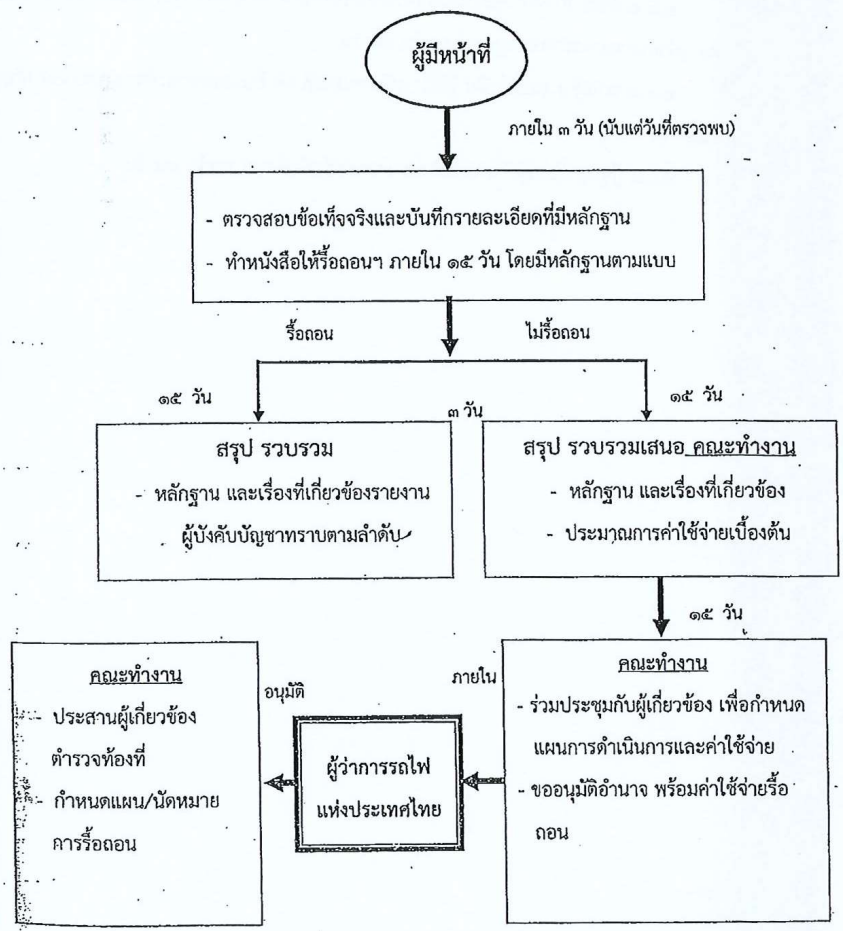 ผู้มีหน้าที่
ภายใน ๓ วัน (นับแต่วันที่ตรวจพบ)
- ตรวจสอบข้อเท็จจริงและบันทึกรายละเอียดที่มีหลักฐาน
- ทำหนังสือให้รื้อถอนฯ ภายใน ๑๕ วัน โดยมีหลักฐานตามแบบ
รื้อถอน
ไม่รื้อถอน
๑๕ วัน
๓ วัน
๑๕ วัน
สรุป รวบรวม
- หลักฐาน และเรื่องที่เกี่ยวข้องรายงาน
ผู้บังคับบัญชาทราบตามลำดับ
สรุป รวบรวมเสนอ คณะทำงาน
- หลักฐาน และเรื่องที่เกี่ยวข้อง
- ประมาณการค่าใช้จ่ายเบื้องต้น
๑๕ วัน
คณะทำงาน
- ร่วมประชุมกับผู้เกี่ยวข้อง เพื่อกำหนด
แผนการดำเนินการและค่าใช้จ่าย
- ขออนุมัติอำนาจ พร้อมค่าใช้จ่ายรื้อ
ถอน
ภายใน
ผู้ว่าการรถไฟ
แห่งประเทศไทย
อนุมัติ
คณะทำงาน
- ประสานผู้เกี่ยวข้อง
ตำรวจท้องที่
- กำหนดแผน/นัดหมาย
การรื้อถอน